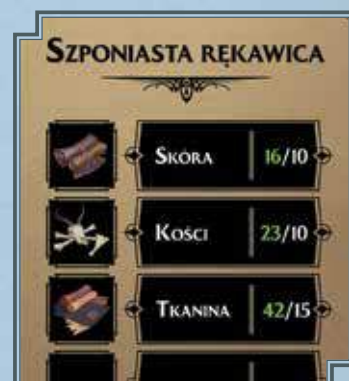 Szponiasta rękawica
Skóra 16/10
Kości 23/10
Tkanina 42/15